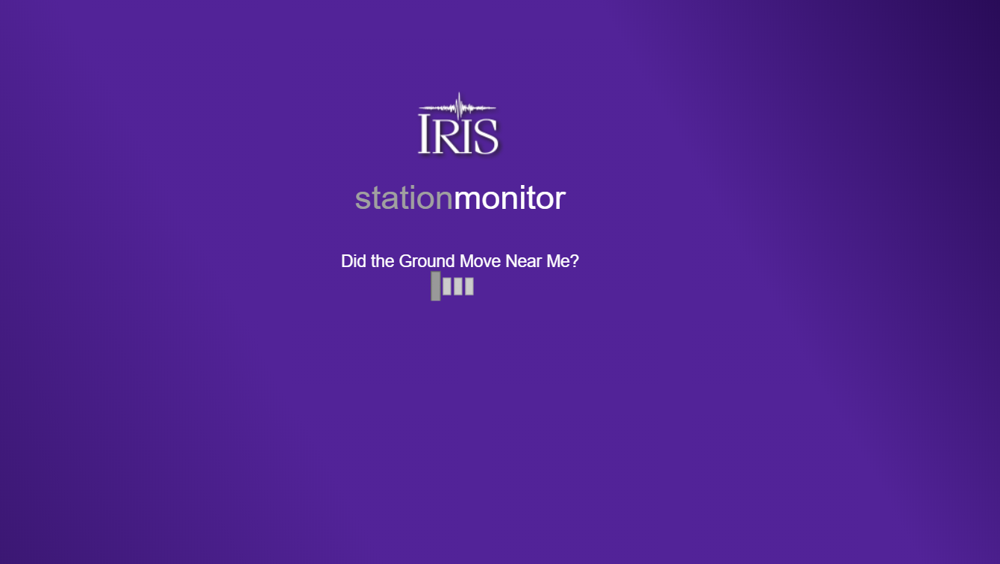 IRIS
stationmonitor
Did the Ground Move Near Me?